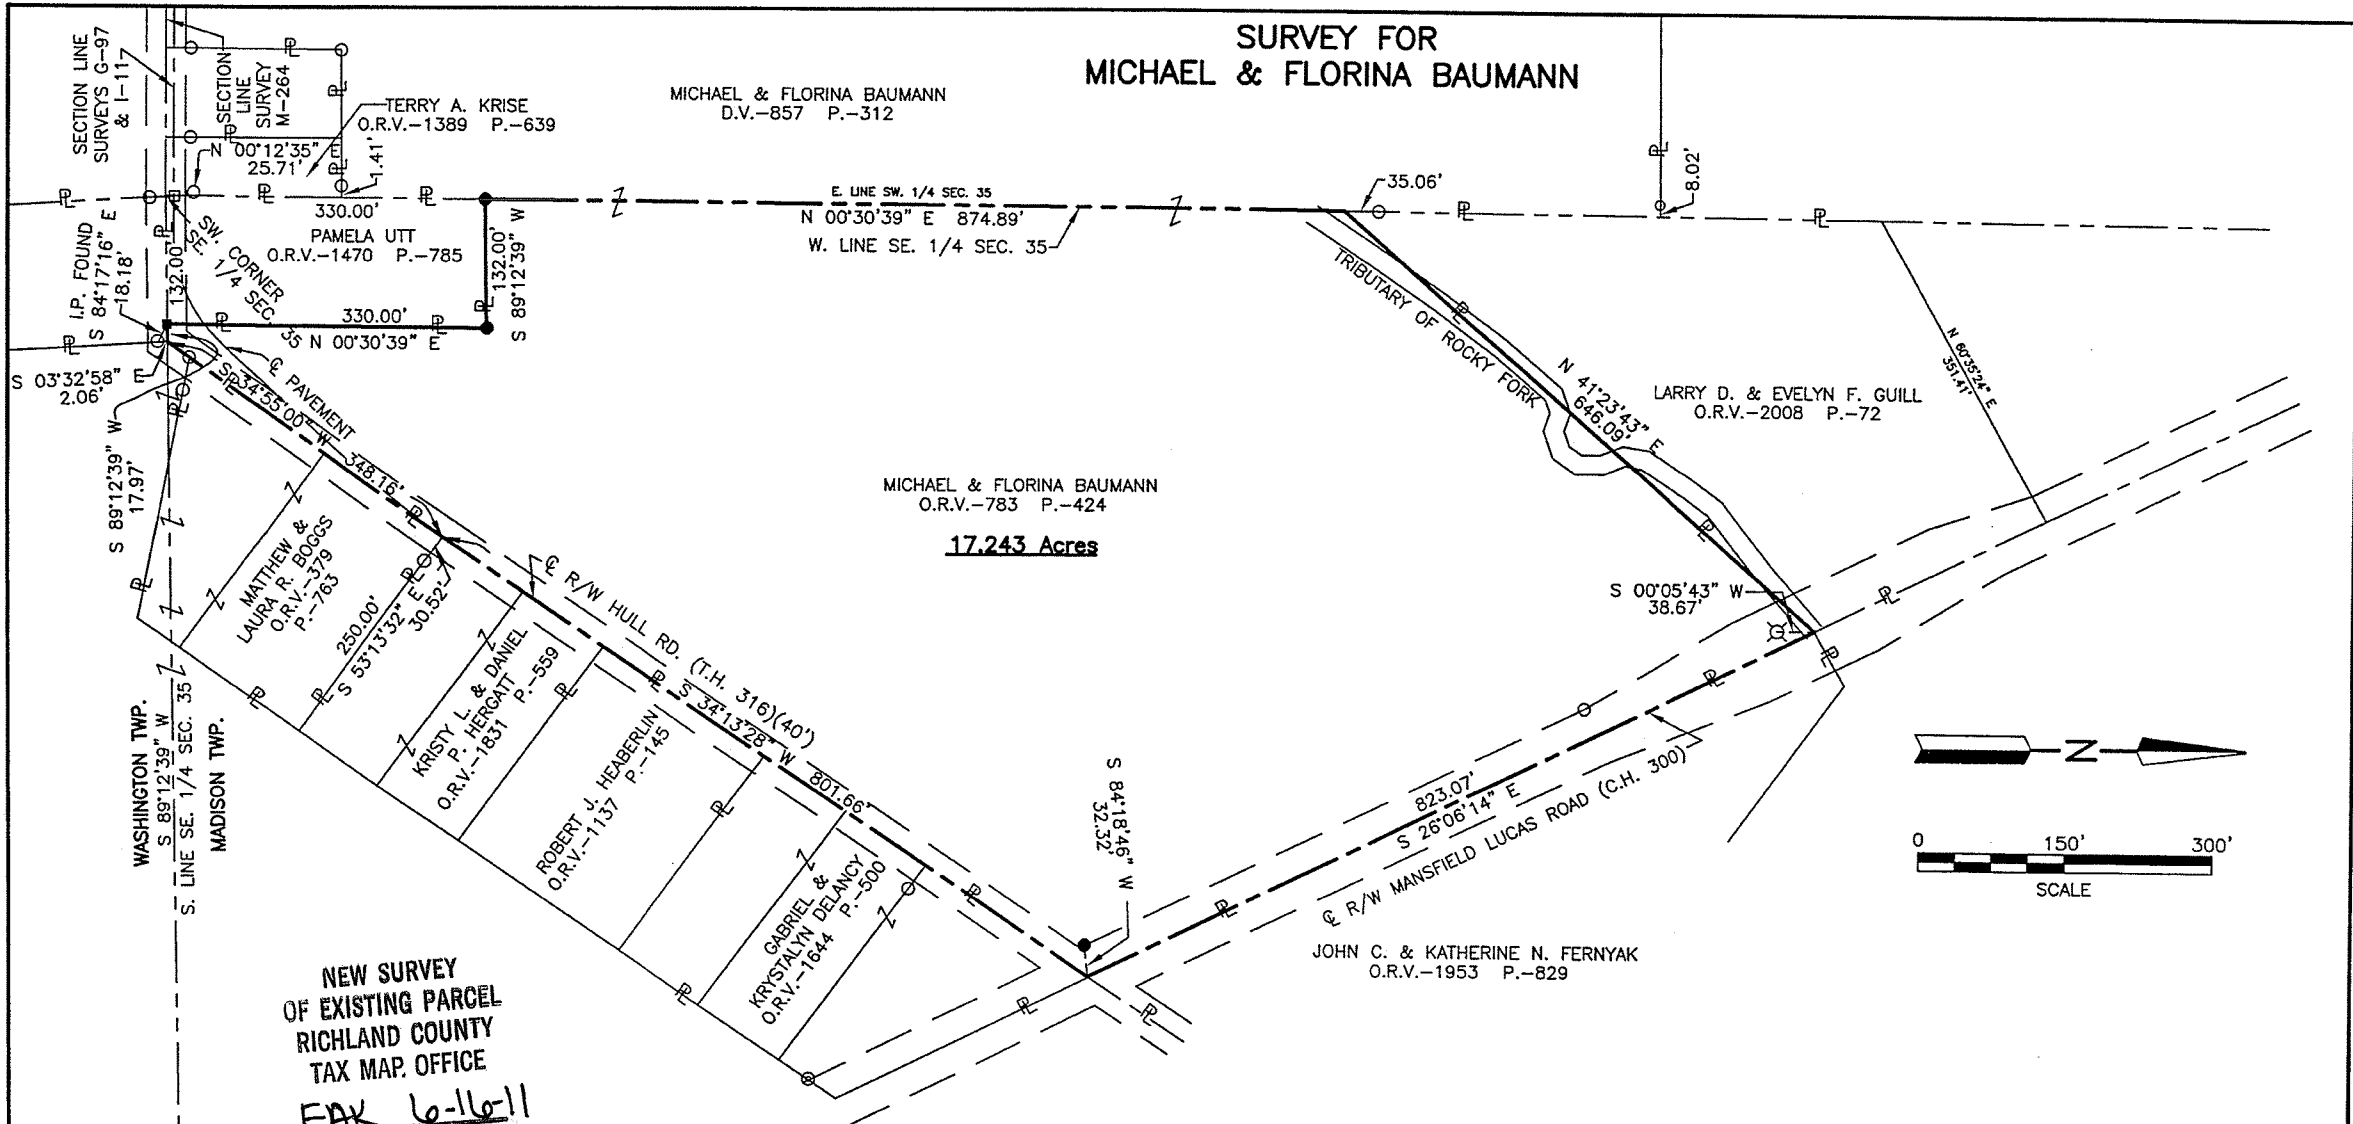 SURVEY FOR
MICHAEL & FLORINA BAUMANN
SECTION LINE
SURVEYS G-97
& I-11
SECTION
LINE
SURVEY
M-264
TERRY A. KRISE
O.R.V.-1389 P.-639
MICHAEL & FLORINA BAUMANN
D.V.-857 P.-312
N 00°12'35" E
25.71'
1.41'
330.00'
PAMELA UTT
O.R.V.-1470 P.-785
132.00'
S 89°12'39" W
E. LINE SW. 1/4 SEC. 35
N 00°30'39" E 874.89'
W. LINE SE. 1/4 SEC. 35
35.06'
8.02'
I.P. FOUND
S 84°17'16" E
18.18'
132.00'
SW. CORNER
SE. 1/4 SEC. 35
330.00'
N 00°30'39" E
S 03°32'58" E
2.06'
S 89°12'39" W
17.97'
℄ PAVEMENT
S 34°55'00" W
348.16'
TRIBUTARY OF ROCKY FORK
N 41°23'43" E
646.09'
LARRY D. & EVELYN F. GUILL
O.R.V.-2008 P.-72
N 60°35'24" E
351.41'
MICHAEL & FLORINA BAUMANN
O.R.V.-783 P.-424
17.243 Acres
S 00°05'43" W
38.67'
MATTHEW &
LAURA R. BOGGS
O.R.V.-379
P.-763
250.00'
S 53°13'32" E
30.52'
KRISTY L. & DANIEL
P. HERGATT
O.R.V.-1831 P.-559
℄ R/W HULL RD. (T.H. 316)(40')
S 34°13'28" W
801.66'
ROBERT J. HEABERLIN
O.R.V.-1137 P.-145
GABRIEL &
KRYSTALYN DELANCY
O.R.V.-1644 P.-500
WASHINGTON TWP.
S 89°12'39" W
S. LINE SE. 1/4 SEC. 35
MADISON TWP.
S 84°18'46" W
32.32'
823.07'
S 26°06'14" E
℄ R/W MANSFIELD LUCAS ROAD (C.H. 300)
JOHN C. & KATHERINE N. FERNYAK
O.R.V.-1953 P.-829
N
0 150' 300'
SCALE
NEW SURVEY
OF EXISTING PARCEL
RICHLAND COUNTY
TAX MAP. OFFICE
6-16-11